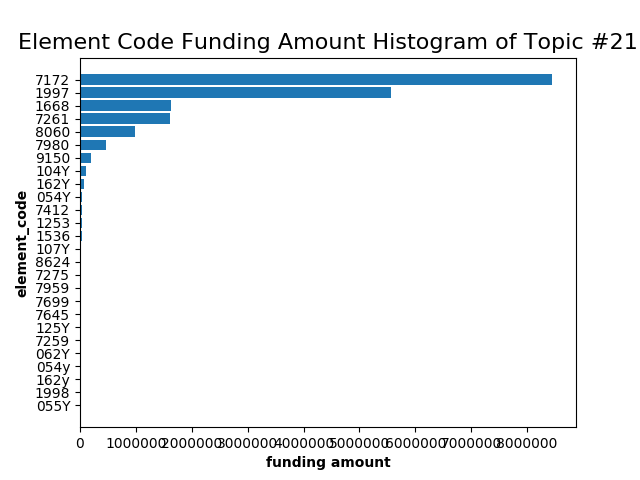 Element Code Funding Amount Histogram of Topic #21
7172
1997
1668
7261
8060
7980
9150
104Y
162Y
054Y
7412
1253
1536
107Y
8624
7275
7959
7699
7645
125Y
7259
062Y
054y
162y
1998
055Y
element_code
0 1000000 2000000 3000000 4000000 5000000 6000000 7000000 8000000
funding amount